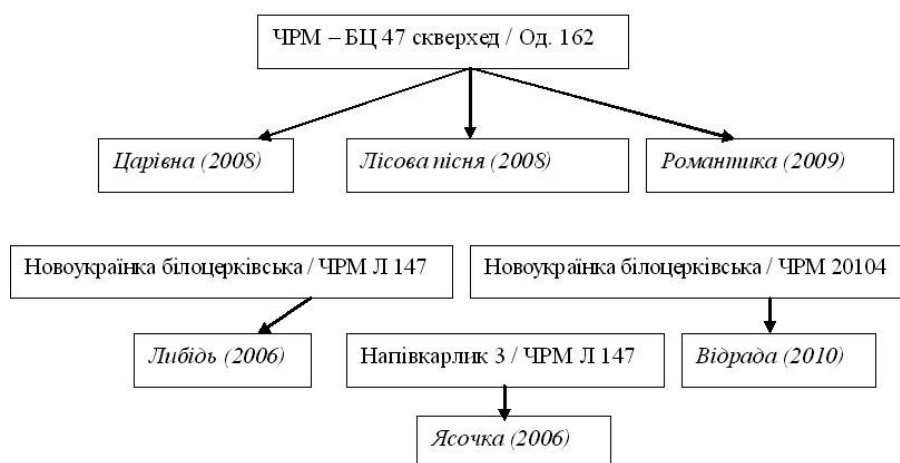 ЧРМ – БЦ 47 скверхед / Од. 162
Царівна (2008)
Лісова пісня (2008)
Романтика (2009)
Новоукраїнка білоцерківська / ЧРМ Л 147
Новоукраїнка білоцерківська / ЧРМ 20104
Либідь (2006)
Напівкарлик 3 / ЧРМ Л 147
Відрада (2010)
Ясочка (2006)